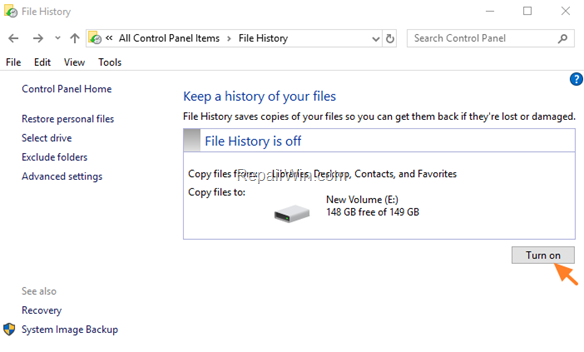 File History
« All Control Panel Items > File History
Search Control Panel
File Edit View Tools
Control Panel Home
Restore personal files
Select drive
Exclude folders
Advanced settings
Keep a history of your files
File History saves copies of your files so you can get them back if they're lost or damaged.
File History is off
Copy files from: Libraries, Desktop, Contacts, and Favorites
RepairWin.com
Copy files to:
New Volume (E:)
148 GB free of 149 GB
Turn on
See also
Recovery
System Image Backup